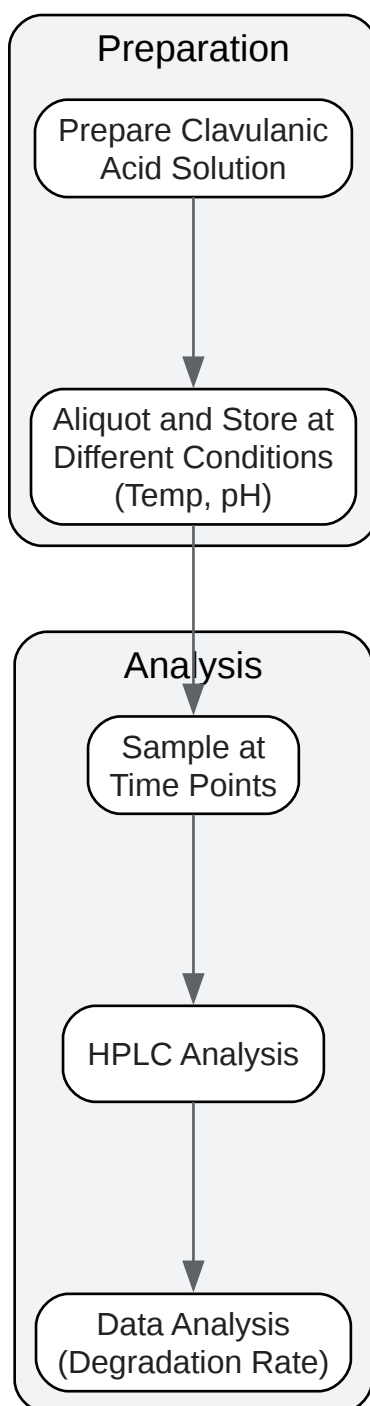 Preparation
Prepare Clavulanic
Acid Solution
Aliquot and Store at
Different Conditions
(Temp, pH)
Analysis
Sample at
Time Points
HPLC Analysis
Data Analysis
(Degradation Rate)